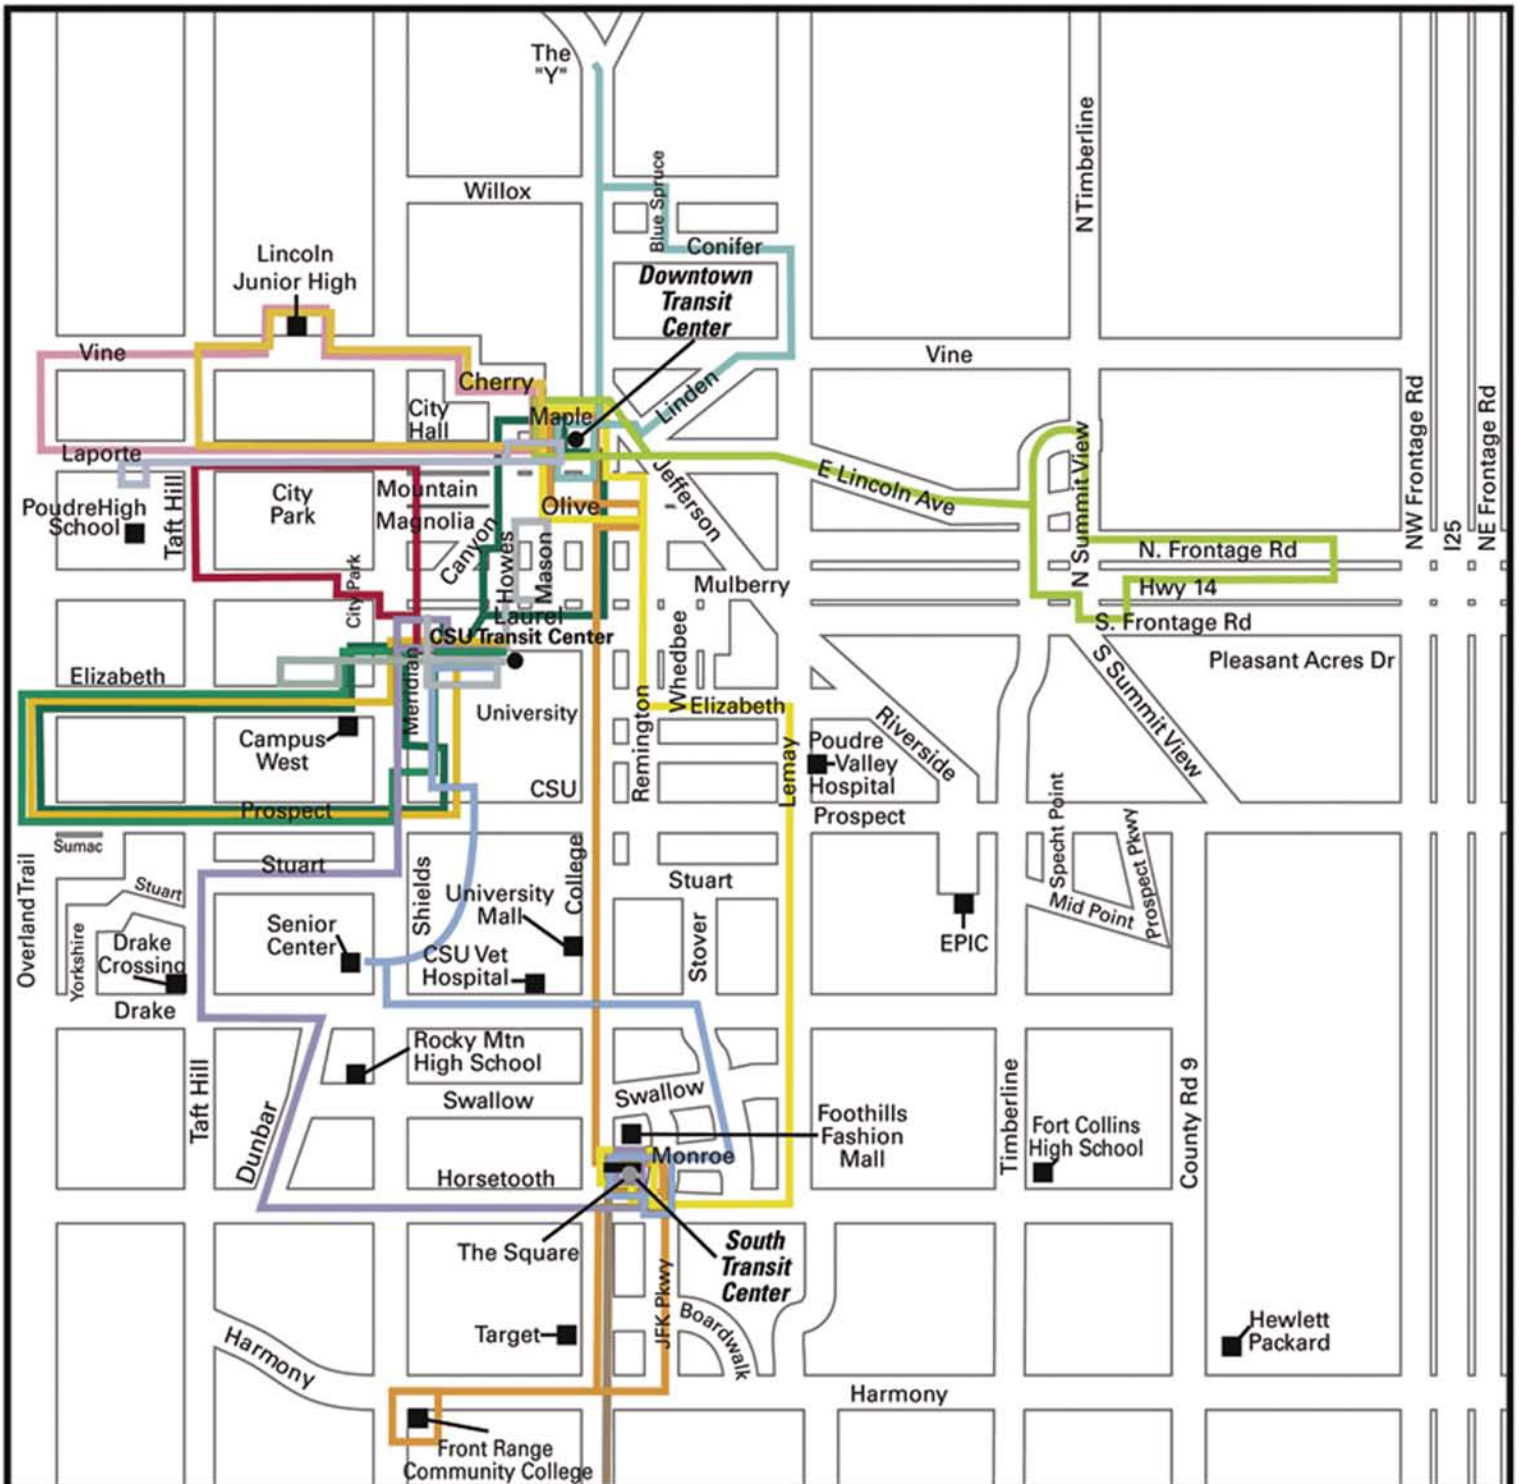 The
"Y"
N Timberline
Willox
Blue Spruce
Conifer
Lincoln
Junior High
Downtown
Transit
Center
Vine
Vine
Cherry
Linden
City
Hall
Maple
Laporte
E Lincoln Ave
N Summit View
NW Frontage Rd
I25
NE Frontage Rd
PoudreHigh
School
Taft Hill
City
Park
Mountain
Magnolia
Olive
Jefferson
Canyon
Howes
Mason
N. Frontage Rd
Mulberry
Hwy 14
City Park
Laurel
S. Frontage Rd
CSU Transit Center
Whedbee
Pleasant Acres Dr
S Summit View
Elizabeth
Meridian
University
Remington
Elizabeth
Riverside
Campus
West
Lemay
Poudre
Valley
Hospital
CSU
Prospect
Prospect
Specht Point
Prospect Pkwy
Mid Point
Sumac
Overland Trail
Stuart
Stuart
Stuart
Shields
University
Mall
College
Senior
Center
EPIC
Yorkshire
Drake
Crossing
CSU Vet
Hospital
Stover
Drake
Rocky Mtn
High School
Taft Hill
Swallow
Swallow
Timberline
County Rd 9
Dunbar
Foothills
Fashion
Mall
Fort Collins
High School
Monroe
Horsetooth
The Square
South
Transit
Center
JFK Pkwy
Boardwalk
Target
Hewlett
Packard
Harmony
Harmony
Front Range
Community College